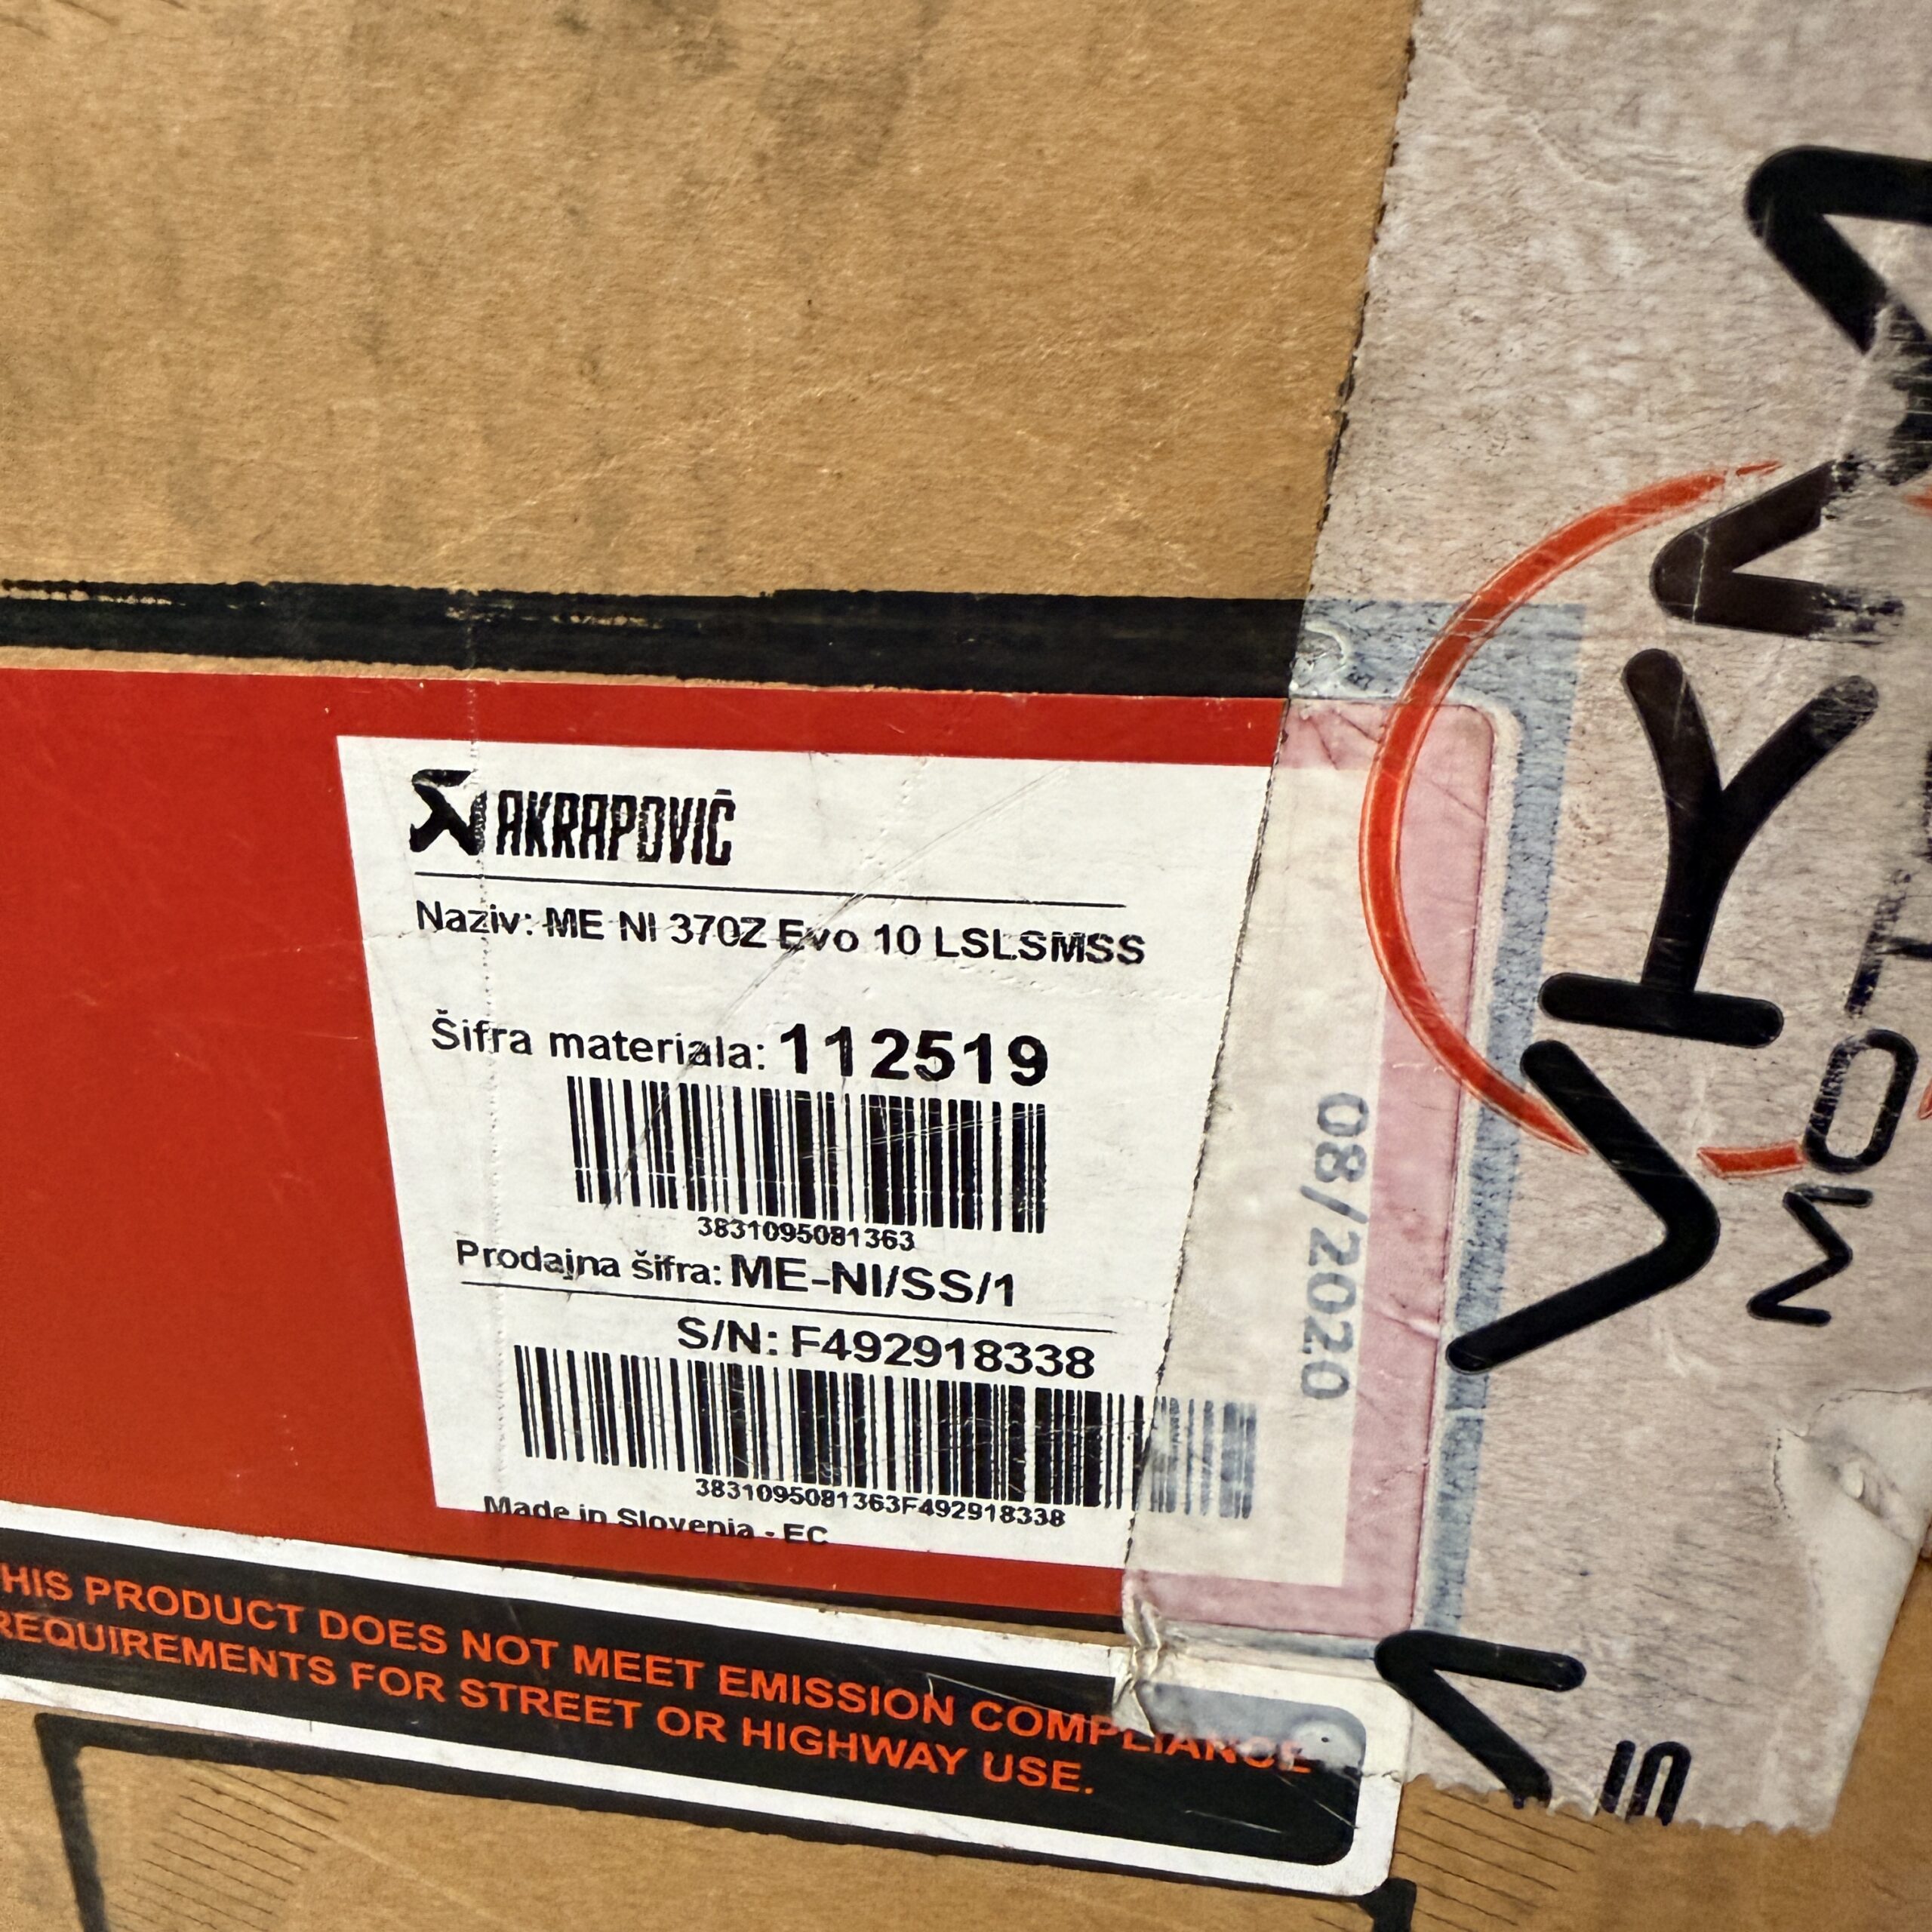 AKRAPOVIČ
Naziv: ME NI 370Z Evo 10 LSLSMSS
Šifra materiala: 112519
3831095081363
Prodajna šifra: ME-NI/SS/1
S/N: F492918338
3831095081363F492918338
Made in Slovenia - EC
08/2020
HIS PRODUCT DOES NOT MEET EMISSION COMPLIANCE
REQUIREMENTS FOR STREET OR HIGHWAY USE.